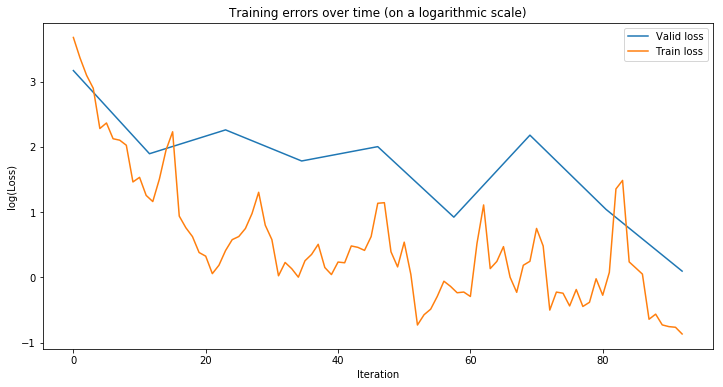 Training errors over time (on a logarithmic scale)
Valid loss
Train loss
log(Loss)
3
2
1
0
−1
0
20
40
60
80
Iteration